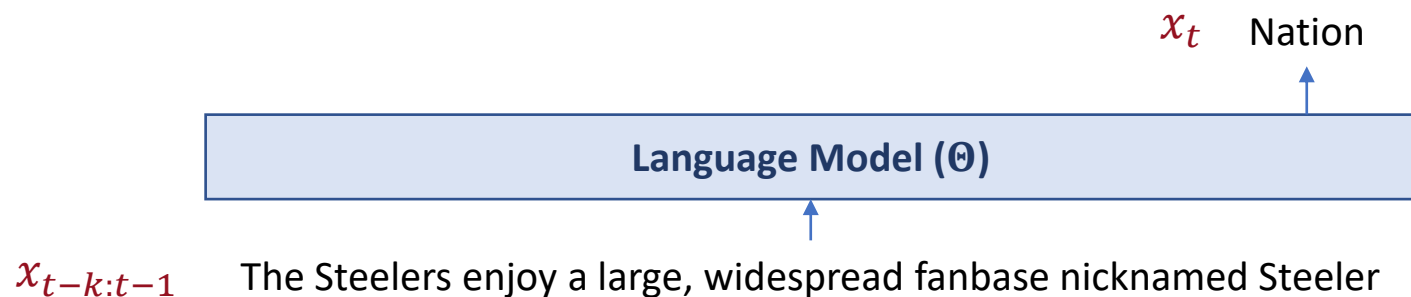 x_t Nation
Language Model (Θ)
x_{t−k:t−1} The Steelers enjoy a large, widespread fanbase nicknamed Steeler